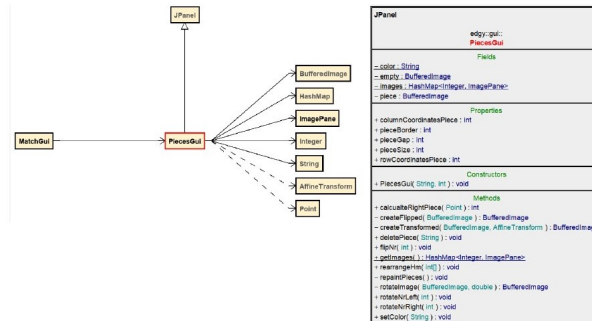 JPanel
BufferedImage
HashMap
ImagePane
MatchGui
PiecesGui
Integer
String
AffineTransform
Point
JPanel
edgy::gui::
PiecesGui
Fields
- color : String
- empty : BufferedImage
- images : HashMap<Integer, ImagePane>
- piece : BufferedImage
Properties
+ columnCoordinatesPiece : int
+ pieceBorder : int
+ pieceGap : int
+ pieceSize : int
+ rowCoordinatesPiece : int
Constructors
+ PiecesGui( String, int ) : void
Methods
+ calcualteRightPiece( Point ) : int
- createFlipped( BufferedImage ) : BufferedImage
- createTransformed( BufferedImage, AffineTransform ) : BufferedImage
+ deletePiece( String ) : void
+ flipNr( int ) : void
+ getImages( ) : HashMap<Integer, ImagePane>
+ rearrangeHm( int[] ) : void
- repaintPieces( ) : void
- rotateImage( BufferedImage, double ) : BufferedImage
+ rotateNrLeft( int ) : void
+ rotateNrRight( int ) : void
+ setColor( String ) : void